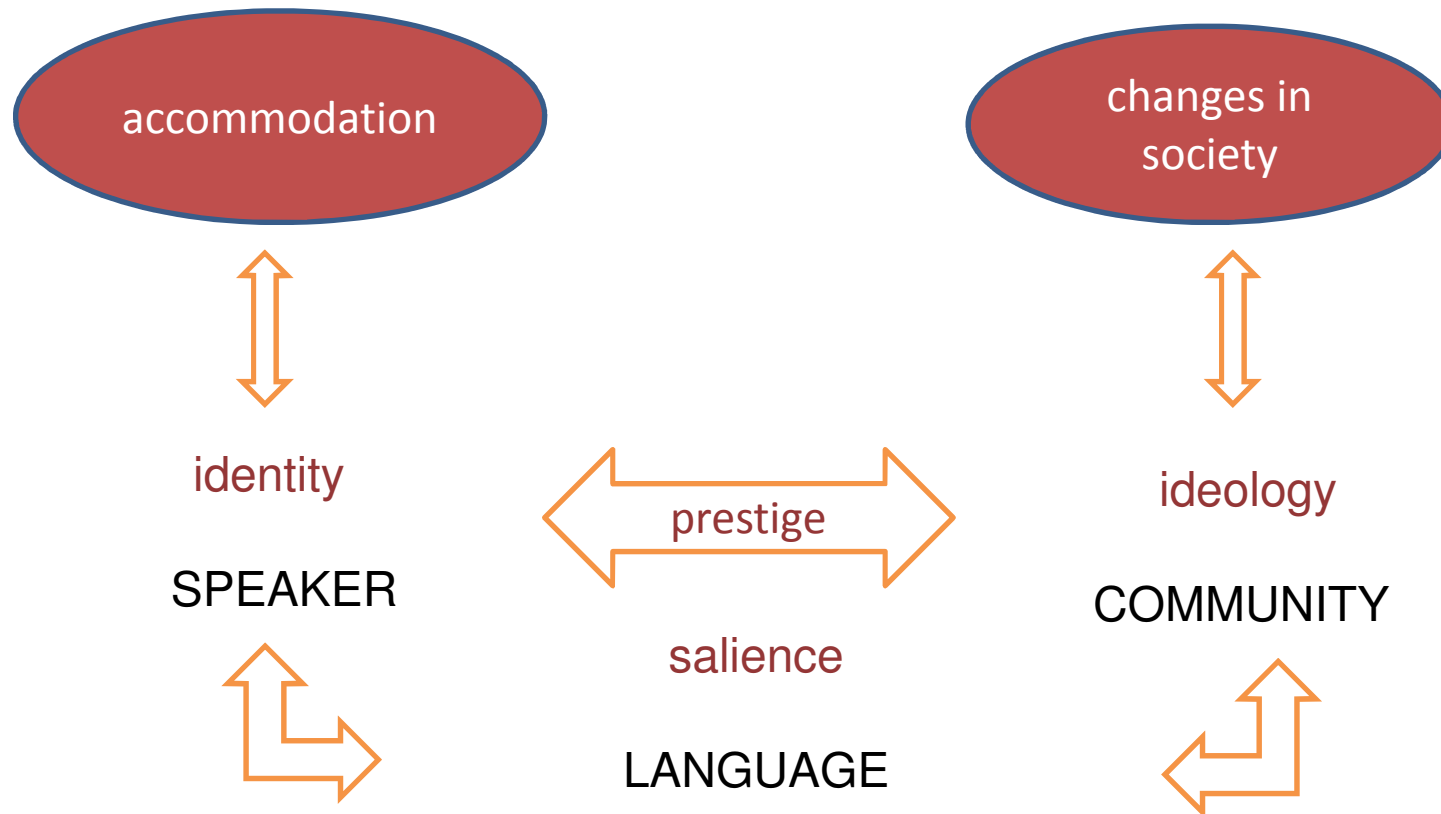 accommodation
changes in
society
identity
prestige
ideology
SPEAKER
COMMUNITY
salience
LANGUAGE